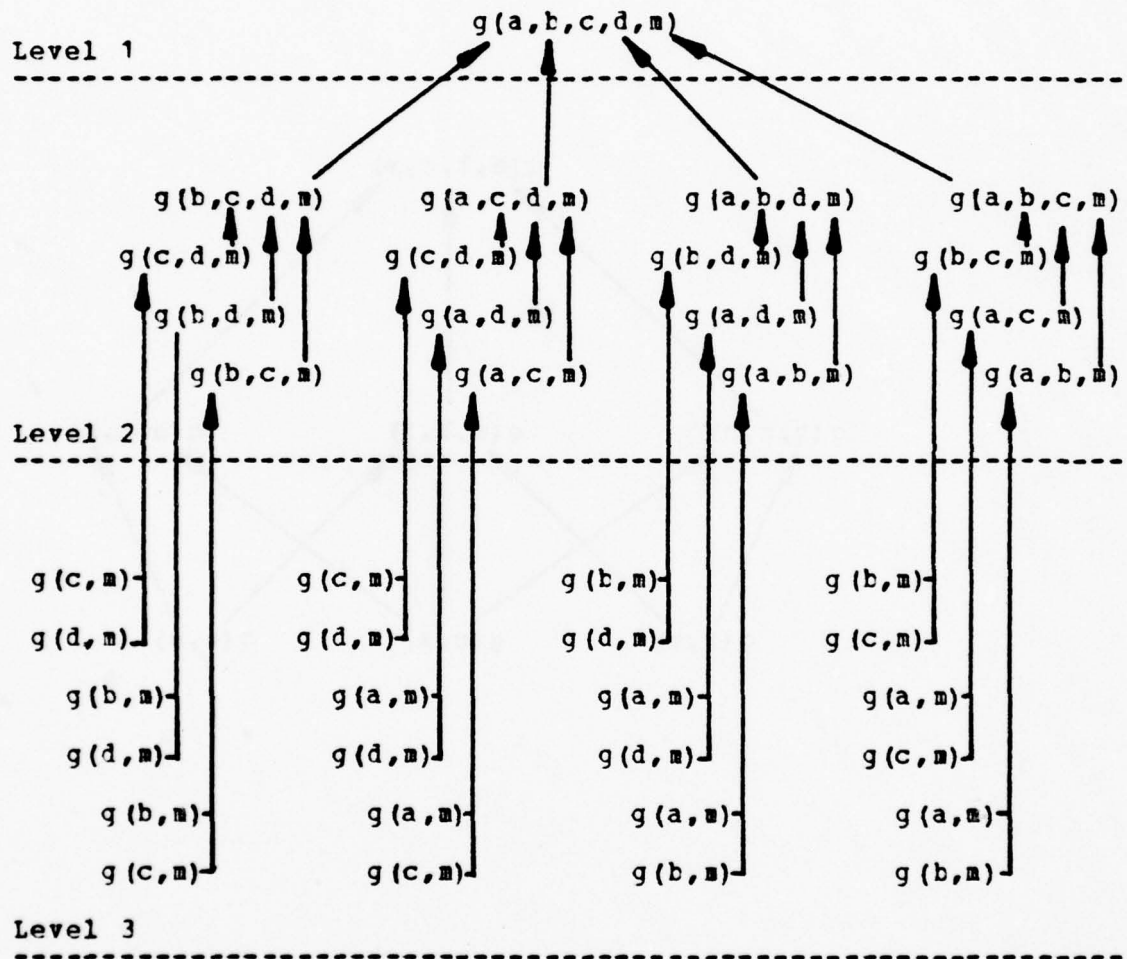 g(a,b,c,d,m)
Level 1
g(b,c,d,m) g(a,c,d,m) g(a,b,d,m) g(a,b,c,m)
g(c,d,m) g(c,d,m) g(b,d,m) g(b,c,m)
g(b,d,m) g(a,d,m) g(a,d,m) g(a,c,m)
g(b,c,m) g(a,c,m) g(a,b,m) g(a,b,m)
Level 2
g(c,m) g(c,m) g(b,m) g(b,m)
g(d,m) g(d,m) g(d,m) g(c,m)
g(b,m) g(a,m) g(a,m) g(a,m)
g(d,m) g(d,m) g(d,m) g(c,m)
g(b,m) g(a,m) g(a,m) g(a,m)
g(c,m) g(c,m) g(b,m) g(b,m)
Level 3